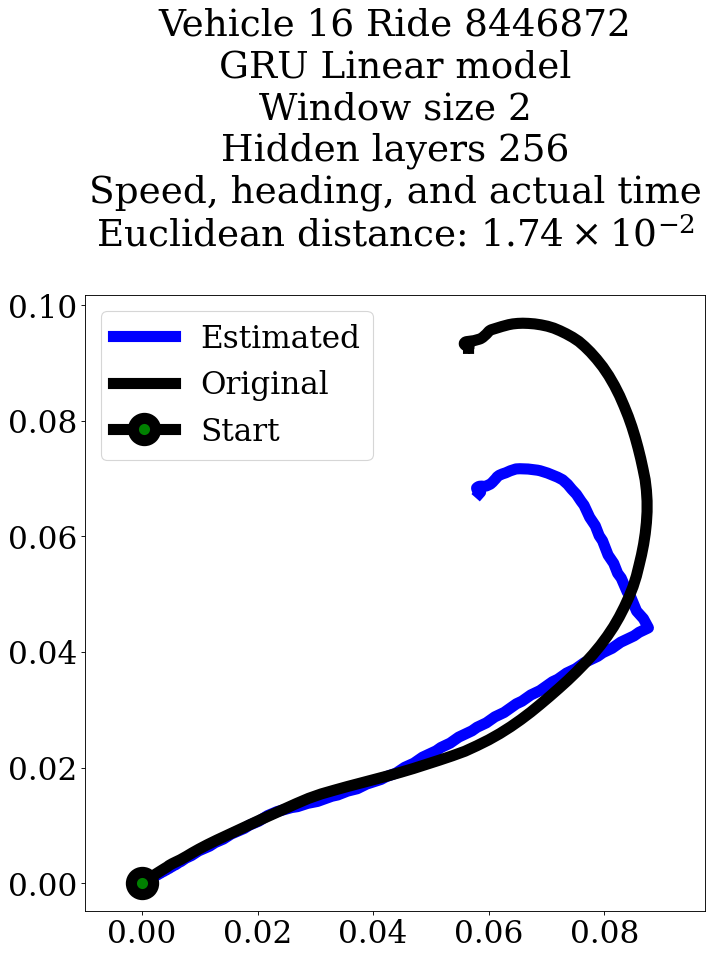 Vehicle 16 Ride 8446872
GRU Linear model
Window size 2
Hidden layers 256
Speed, heading, and actual time
Euclidean distance: 1.74 × 10⁻²
Estimated
Original
Start
0.10
0.08
0.06
0.04
0.02
0.00
0.00 0.02 0.04 0.06 0.08